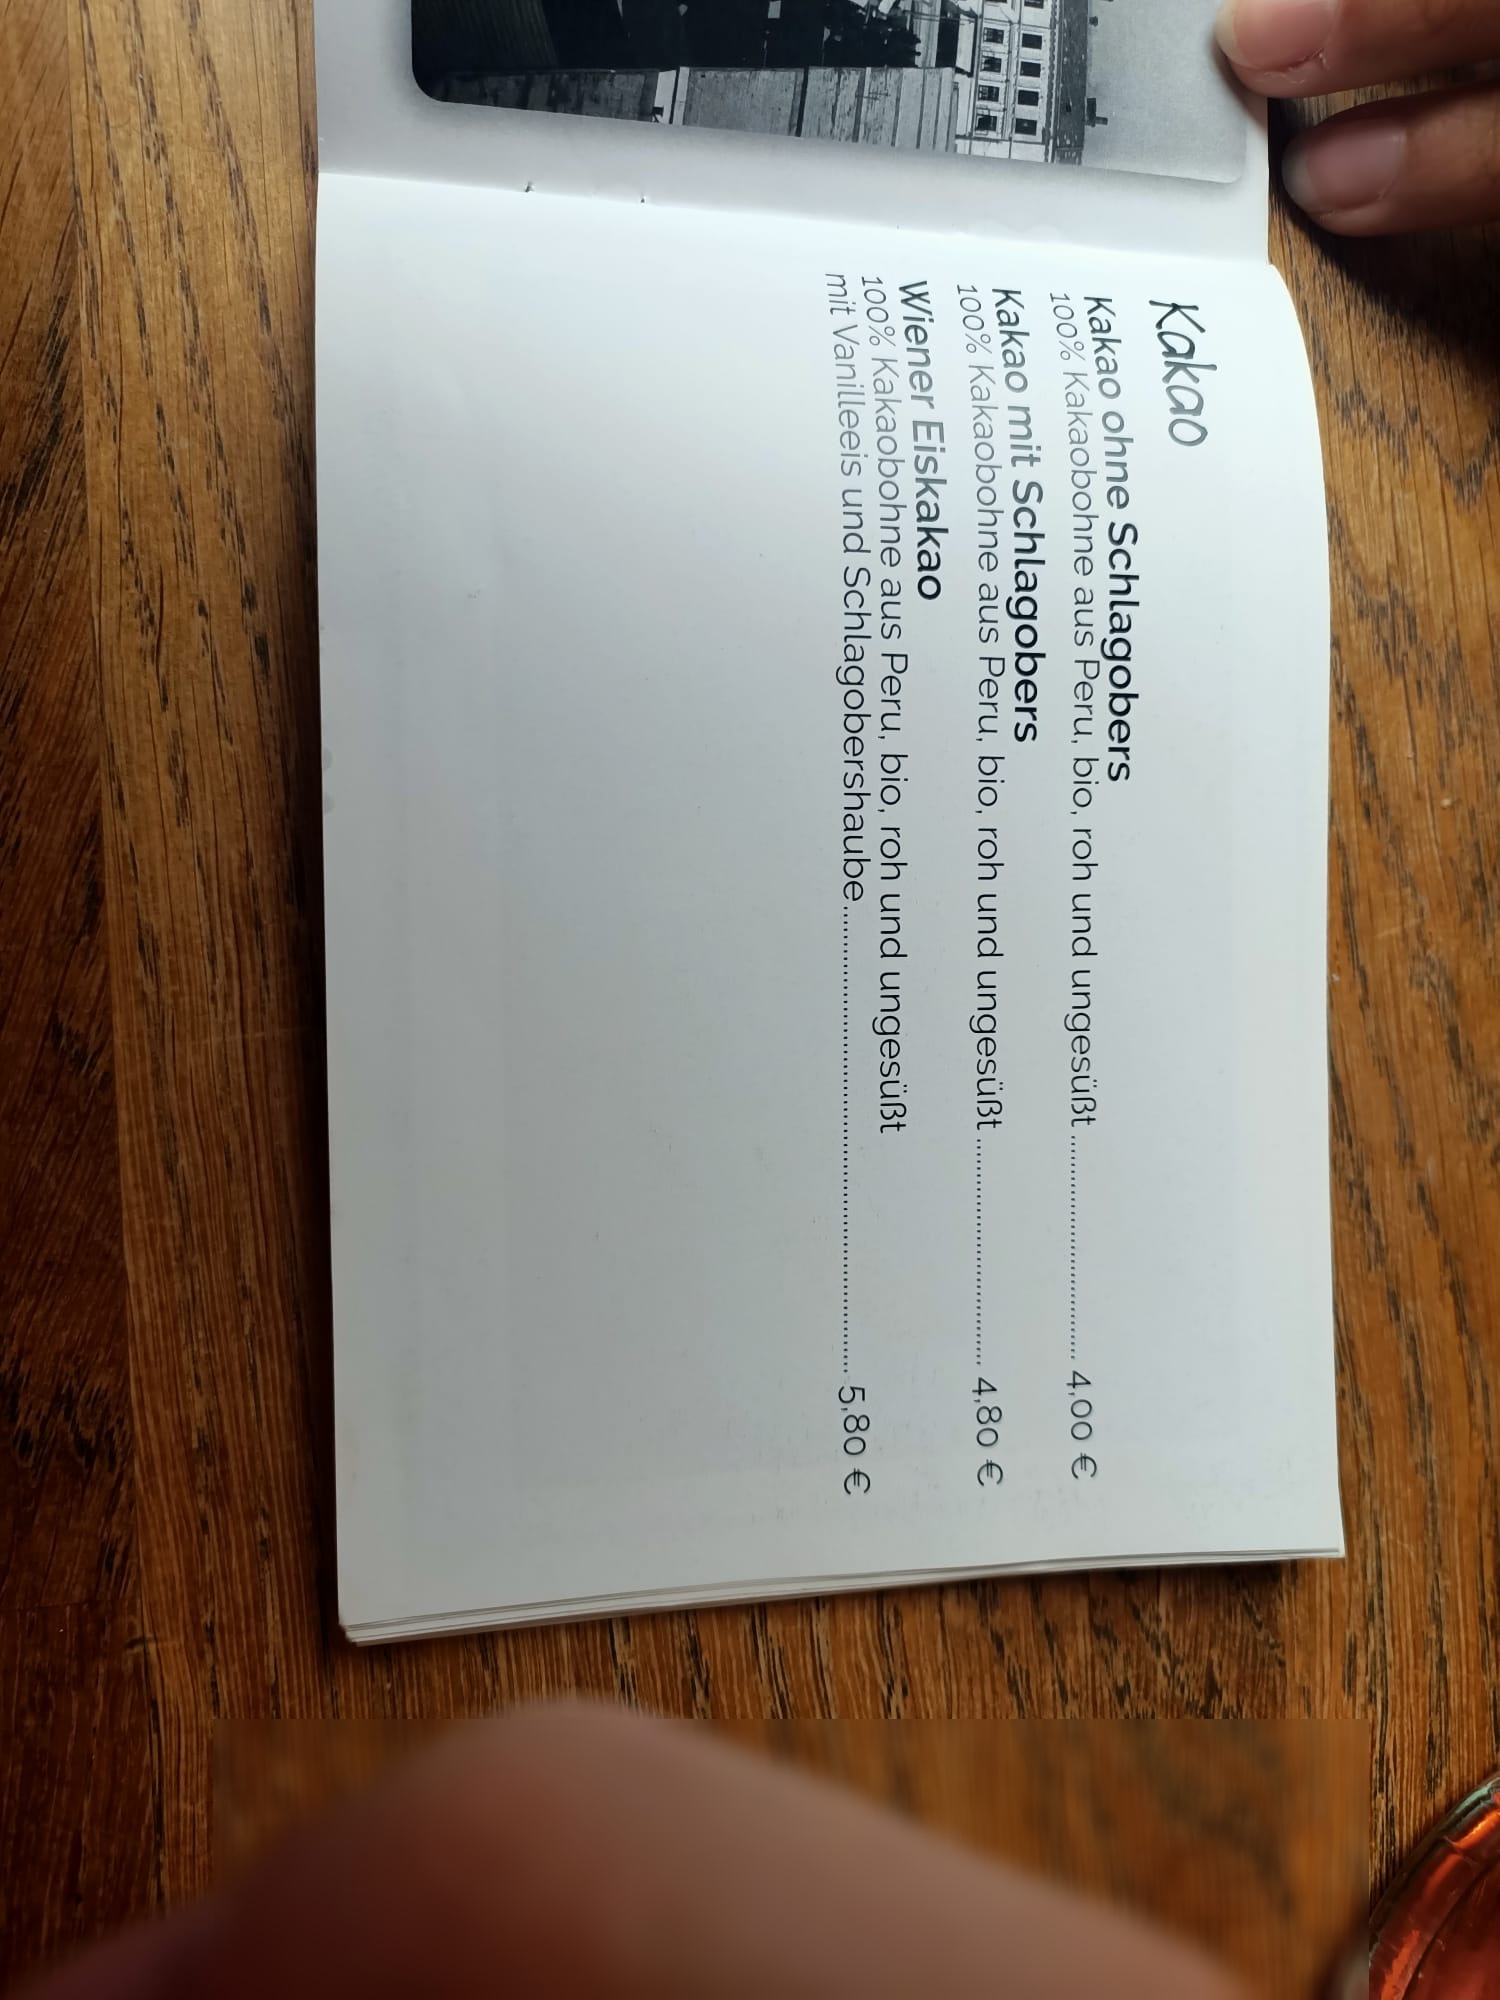 Kakao
Kakao ohne Schlagobers
100% Kakaobohne aus Peru, bio, roh und ungesüßt ........................ 4,00 €
Kakao mit Schlagobers
100% Kakaobohne aus Peru, bio, roh und ungesüßt ........................ 4,80 €
Wiener Eiskakao
100% Kakaobohne aus Peru, bio, roh und ungesüßt
mit Vanilleeis und Schlagobershaube ................................................ 5,80 €